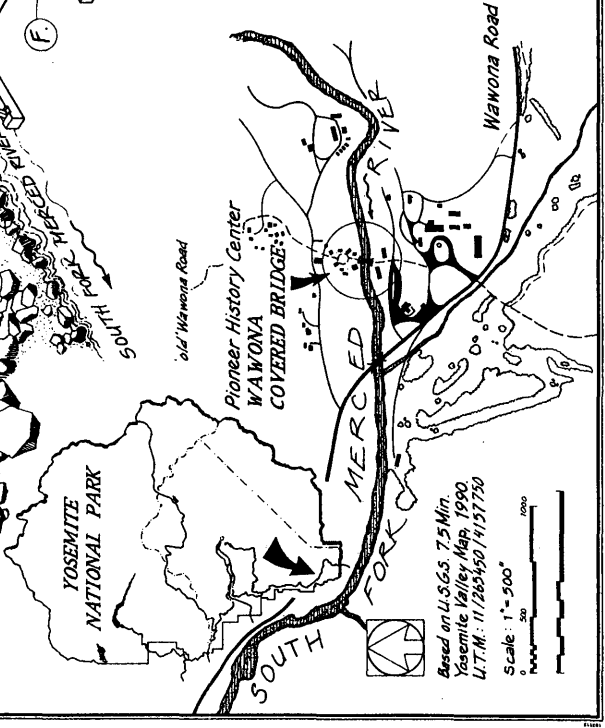 F.
SOUTH FORK MERCED RIVER
YOSEMITE
NATIONAL PARK
'old' Wawona Road
Pioneer History Center
WAWONA
COVERED BRIDGE
Wawona Road
SOUTH FORK MERCED RIVER
Based on U.S.G.S. 7.5 Min.
Yosemite Valley Map, 1990.
U.T.M: 11/265450/4157750
Scale: 1" = 500"
0 500 1000